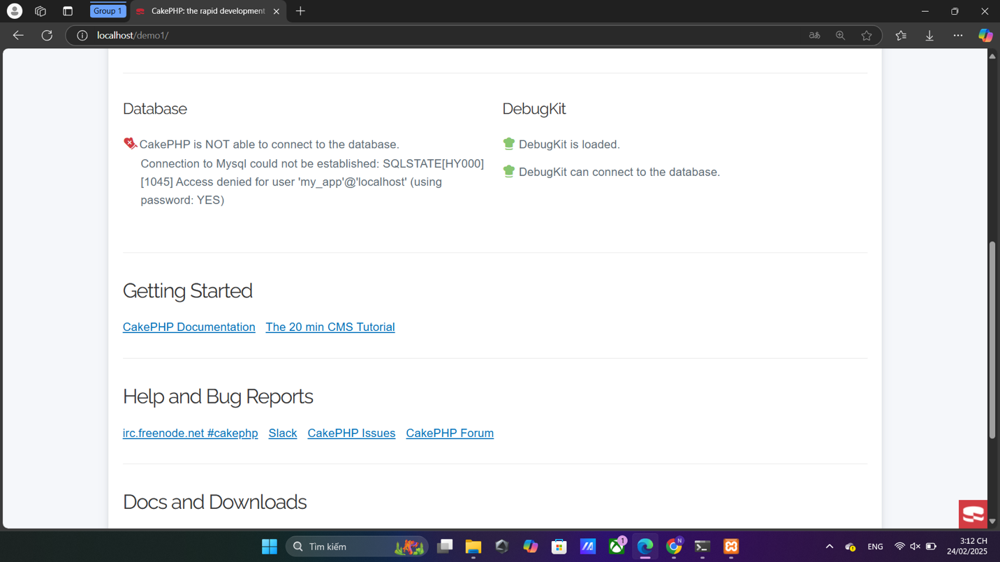 Group 1
CakePHP: the rapid development
localhost/demo1/
Database
CakePHP is NOT able to connect to the database.
Connection to Mysql could not be established: SQLSTATE[HY000]
[1045] Access denied for user 'my_app'@'localhost' (using
password: YES)
DebugKit
DebugKit is loaded.
DebugKit can connect to the database.
Getting Started
CakePHP Documentation The 20 min CMS Tutorial
Help and Bug Reports
irc.freenode.net #cakephp Slack CakePHP Issues CakePHP Forum
Docs and Downloads
Tìm kiếm
1
N
ENG
3:12 CH
24/02/2025